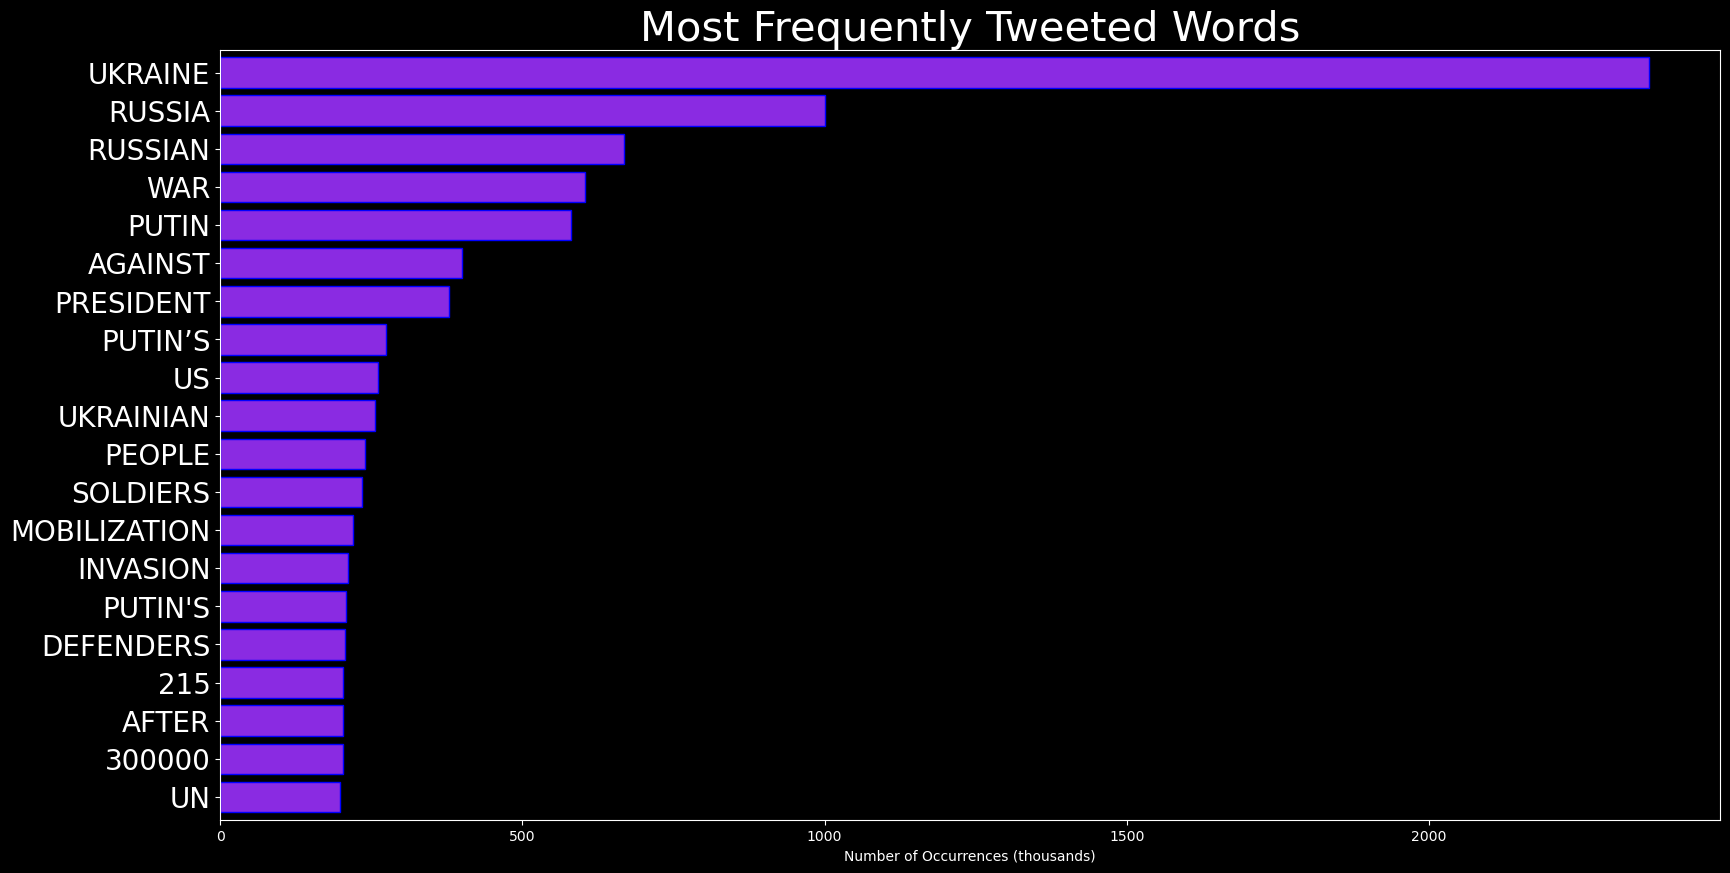 Most Frequently Tweeted Words
UKRAINE
RUSSIA
RUSSIAN
WAR
PUTIN
AGAINST
PRESIDENT
PUTIN’S
US
UKRAINIAN
PEOPLE
SOLDIERS
MOBILIZATION
INVASION
PUTIN'S
DEFENDERS
215
AFTER
300000
UN
0 500 1000 1500 2000
Number of Occurrences (thousands)